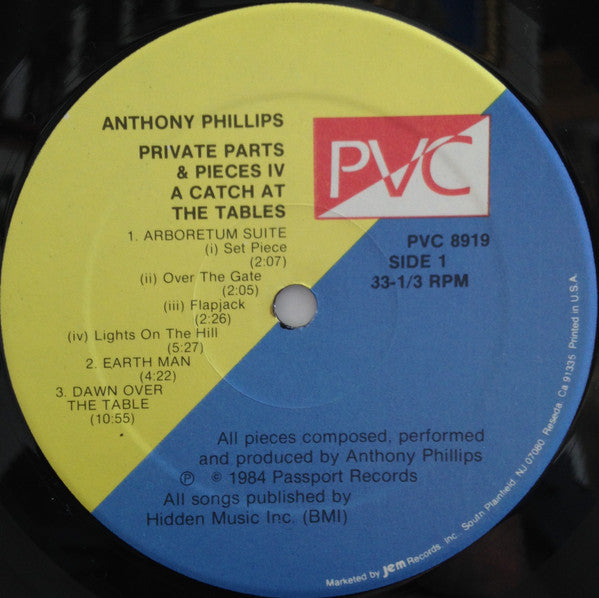 ANTHONY PHILLIPS
PRIVATE PARTS
& PIECES IV
A CATCH AT
THE TABLES
PVC
PVC 8919
SIDE 1
33-1/3 RPM
1. ARBORETUM SUITE
(i) Set Piece
(2:07)
(ii) Over The Gate
(2:05)
(iii) Flapjack
(2:26)
(iv) Lights On The Hill
(5:27)
2. EARTH MAN
(4:22)
3. DAWN OVER
THE TABLE
(10:55)
All pieces composed, performed
and produced by Anthony Phillips
℗ © 1984 Passport Records
All songs published by
Hidden Music Inc. (BMI)
Marketed by Jem Records, Inc., South Plainfield, NJ 07080 Reseda, Ca 91335 Printed in U.S.A.